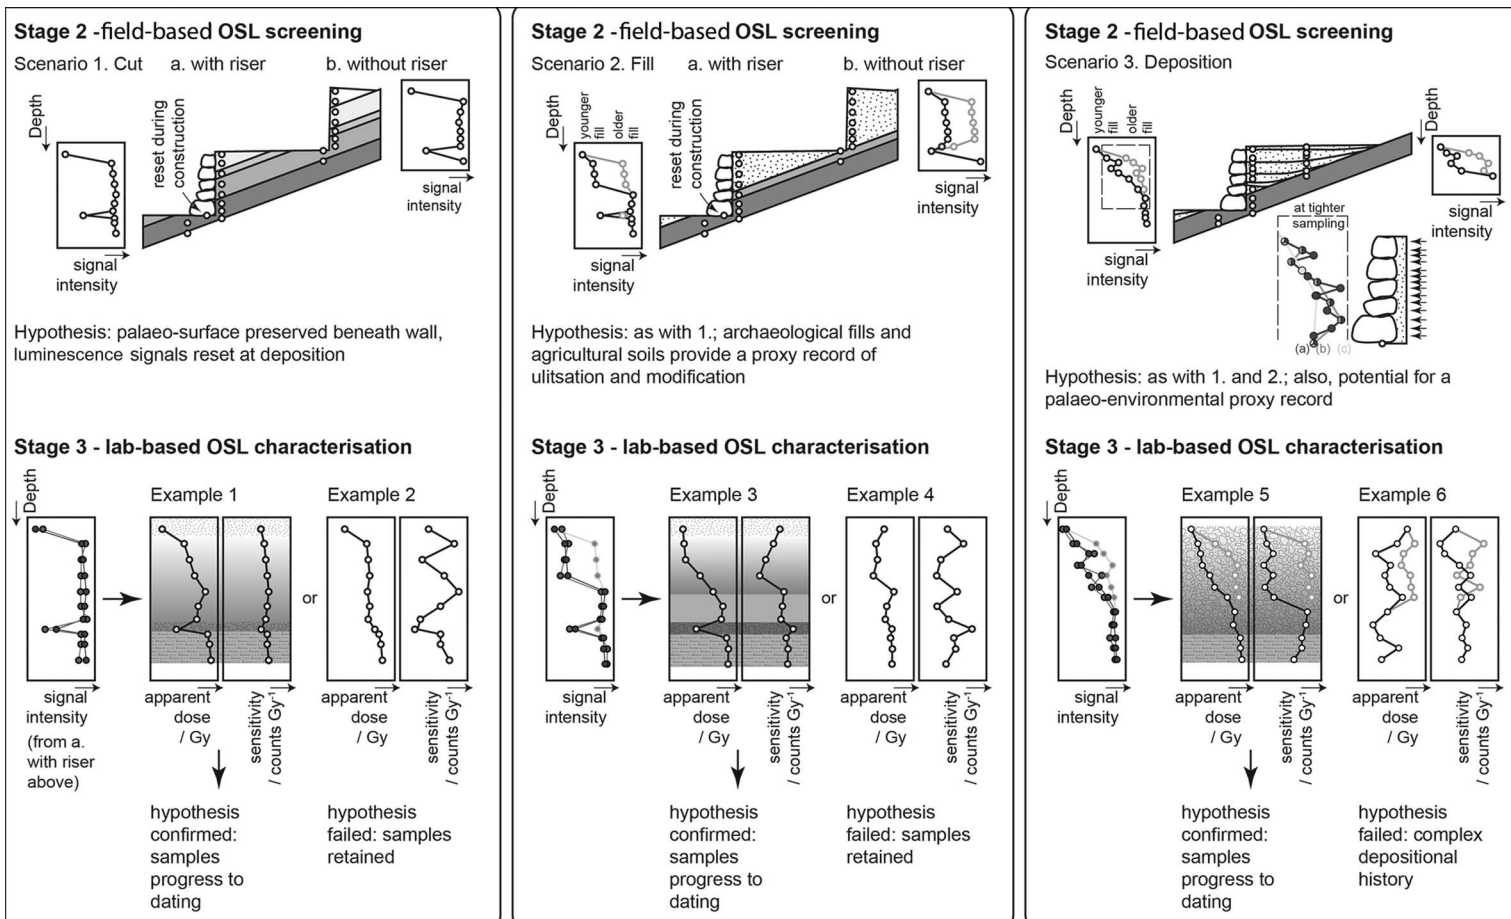 Stage 2 -field-based OSL screening
Scenario 1. Cut
a. with riser
b. without riser
Depth
reset during
construction
signal
intensity
signal
intensity
Hypothesis: palaeo-surface preserved beneath wall,
luminescence signals reset at deposition
Stage 3 - lab-based OSL characterisation
Depth
Example 1
Example 2
or
signal
intensity
(from a.
with riser
above)
apparent
dose
/ Gy
sensitivity
/ counts Gy⁻¹
apparent
dose
/ Gy
sensitivity
/ counts Gy⁻¹
hypothesis
confirmed:
samples
progress to
dating
hypothesis
failed: samples
retained
Stage 2 -field-based OSL screening
Scenario 2. Fill
a. with riser
b. without riser
Depth
younger
fill
older
fill
reset during
construction
Depth
signal
intensity
signal
intensity
Hypothesis: as with 1.; archaeological fills and
agricultural soils provide a proxy record of
ulitsation and modification
Stage 3 - lab-based OSL characterisation
Depth
Example 3
Example 4
or
signal
intensity
apparent
dose
/ Gy
sensitivity
/ counts Gy⁻¹
apparent
dose
/ Gy
sensitivity
/ counts Gy⁻¹
hypothesis
confirmed:
samples
progress to
dating
hypothesis
failed: samples
retained
Stage 2 -field-based OSL screening
Scenario 3. Deposition
Depth
younger
fill
older
fill
Depth
signal
intensity
signal
intensity
at tighter
sampling
(a) (b) (c)
Hypothesis: as with 1. and 2.; also, potential for a
palaeo-environmental proxy record
Stage 3 - lab-based OSL characterisation
Depth
Example 5
Example 6
or
signal
intensity
apparent
dose
/ Gy
sensitivity
/ counts Gy⁻¹
apparent
dose
/ Gy
sensitivity
/ counts Gy⁻¹
hypothesis
confirmed:
samples
progress to
dating
hypothesis
failed: complex
depositional
history